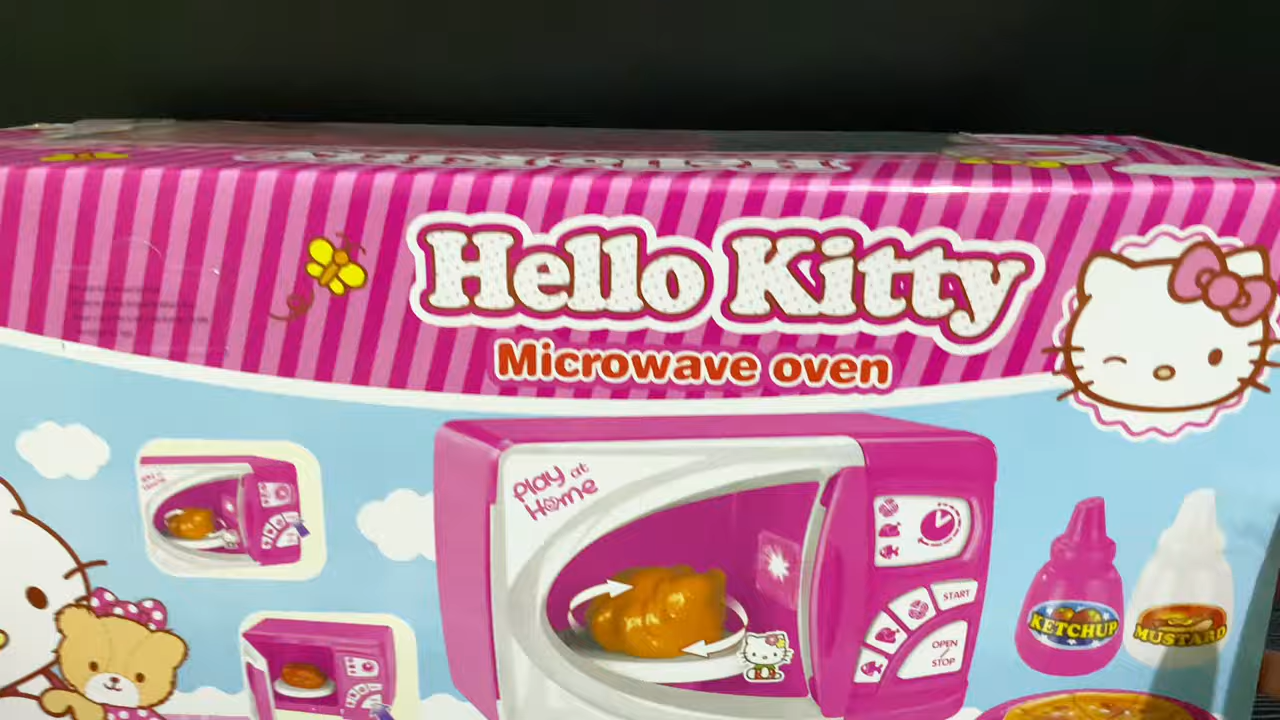 Hello Kitty
Microwave oven
Play at
Home
START
OPEN
/
STOP
KETCHUP
MUSTARD